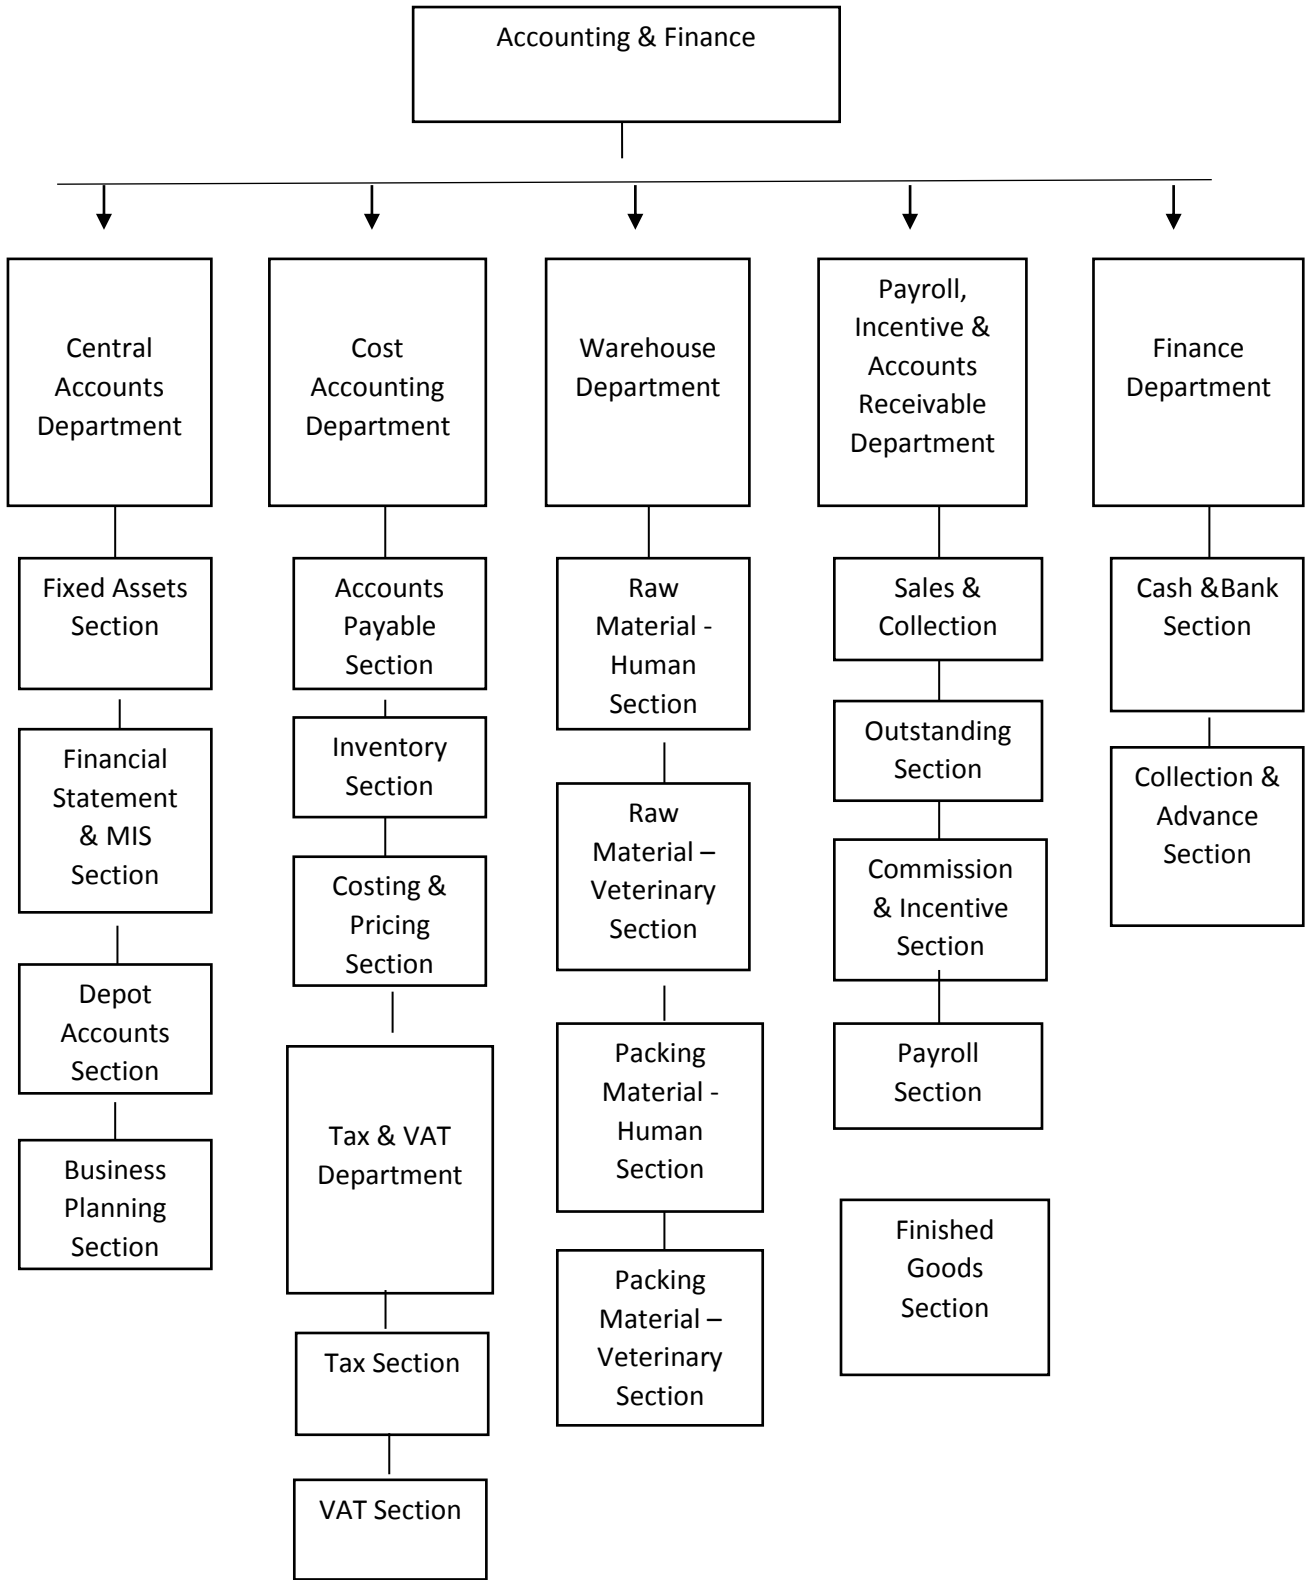 Accounting & Finance
Central
Accounts
Department
Cost
Accounting
Department
Warehouse
Department
Payroll,
Incentive &
Accounts
Receivable
Department
Finance
Department
Fixed Assets
Section
Financial
Statement
& MIS
Section
Depot
Accounts
Section
Business
Planning
Section
Accounts
Payable
Section
Inventory
Section
Costing &
Pricing
Section
Tax & VAT
Department
Tax Section
VAT Section
Raw
Material -
Human
Section
Raw
Material –
Veterinary
Section
Packing
Material -
Human
Section
Packing
Material –
Veterinary
Section
Sales &
Collection
Outstanding
Section
Commission
& Incentive
Section
Payroll
Section
Finished
Goods
Section
Cash &Bank
Section
Collection &
Advance
Section